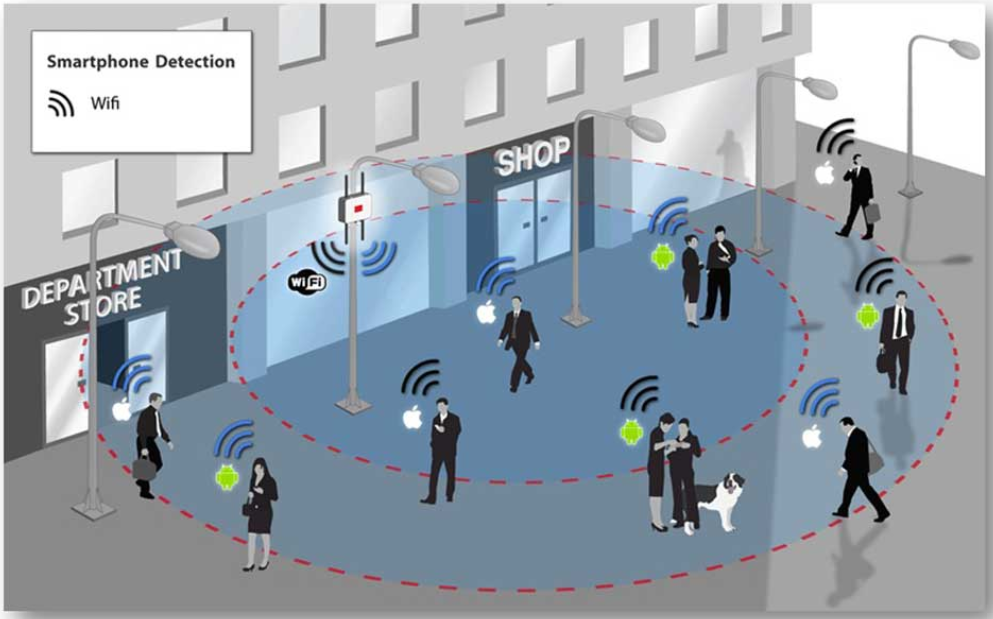 Smartphone Detection
Wifi
SHOP
DEPARTMENT
STORE
WiFi